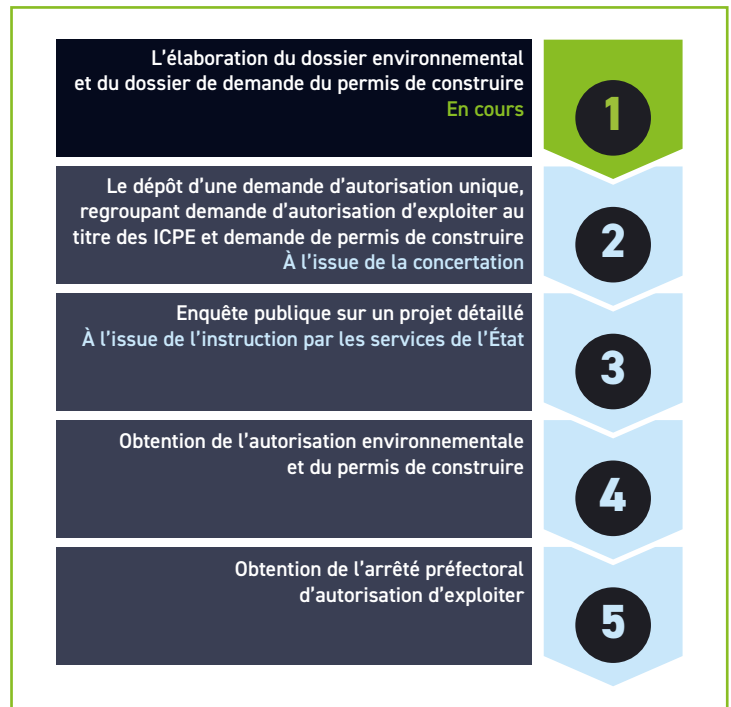 L'élaboration du dossier environnemental
et du dossier de demande du permis de construire
En cours
1
Le dépôt d'une demande d'autorisation unique,
regroupant demande d'autorisation d'exploiter au
titre des ICPE et demande de permis de construire
À l'issue de la concertation
2
Enquête publique sur un projet détaillé
À l'issue de l'instruction par les services de l'État
3
Obtention de l'autorisation environnementale
et du permis de construire
4
Obtention de l'arrêté préfectoral
d'autorisation d'exploiter
5